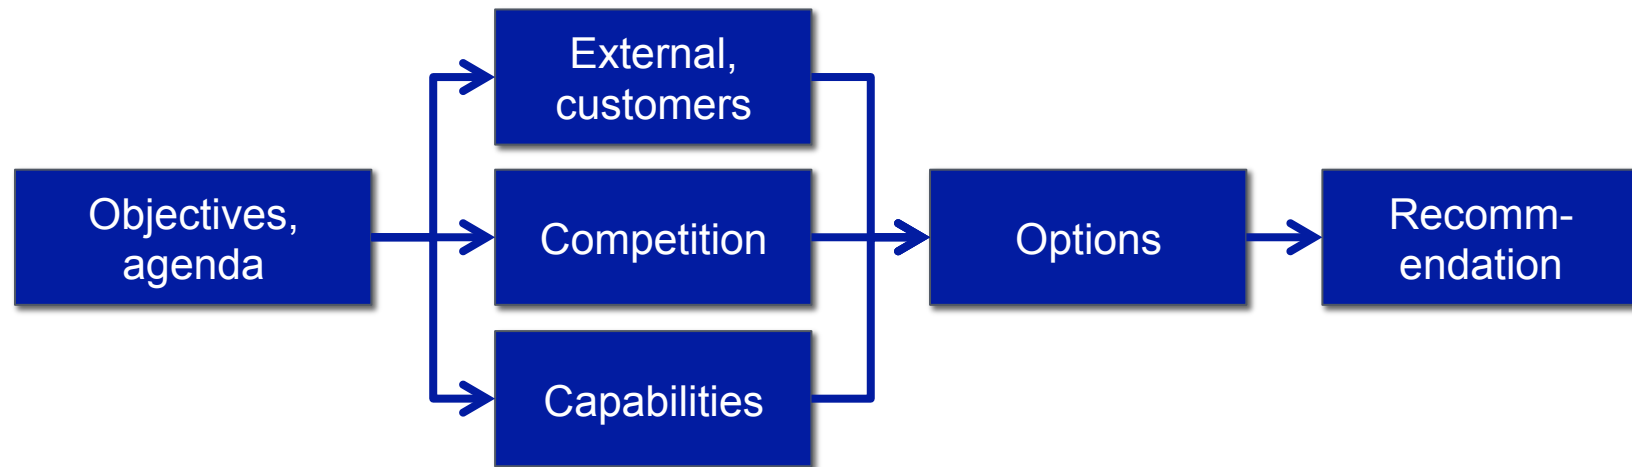 Objectives,
agenda
External,
customers
Competition
Capabilities
Options
Recomm-
endation